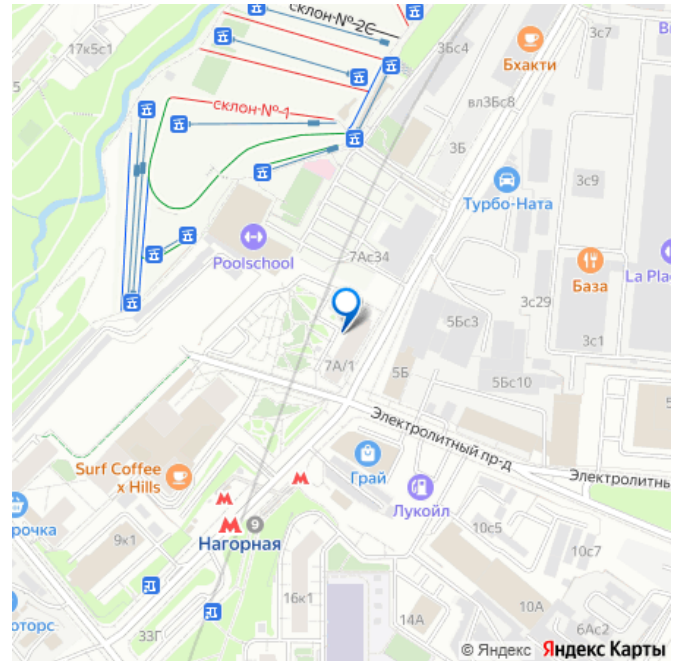 склон № 2С
17к5с1
3Бс4
3с7
Бхакти
вл3Бс8
склон № 1
3Б
3с9
Турбо-Ната
Poolschool
7Ас34
База
La Pla
3с29
5Бс3
3с1
7А/1
5Б
5Бс10
Электролитный пр-д
Surf Coffee
x Hills
Грай
Электролитны
Лукойл
9
рочка
9к1
Нагорная
10с5
10с7
16к1
14А
10А
оторс
33Г
6Ас2
© Яндекс Яндекс Карты